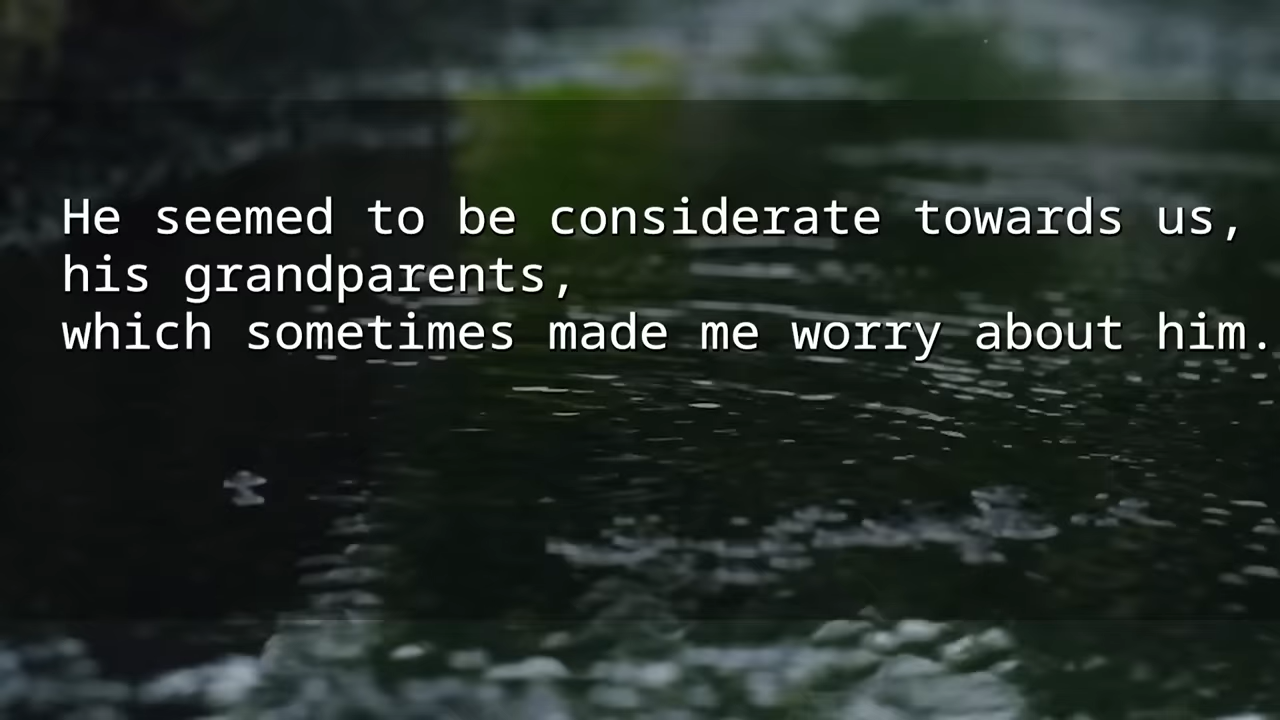 He seemed to be considerate towards us,
his grandparents,
which sometimes made me worry about him.